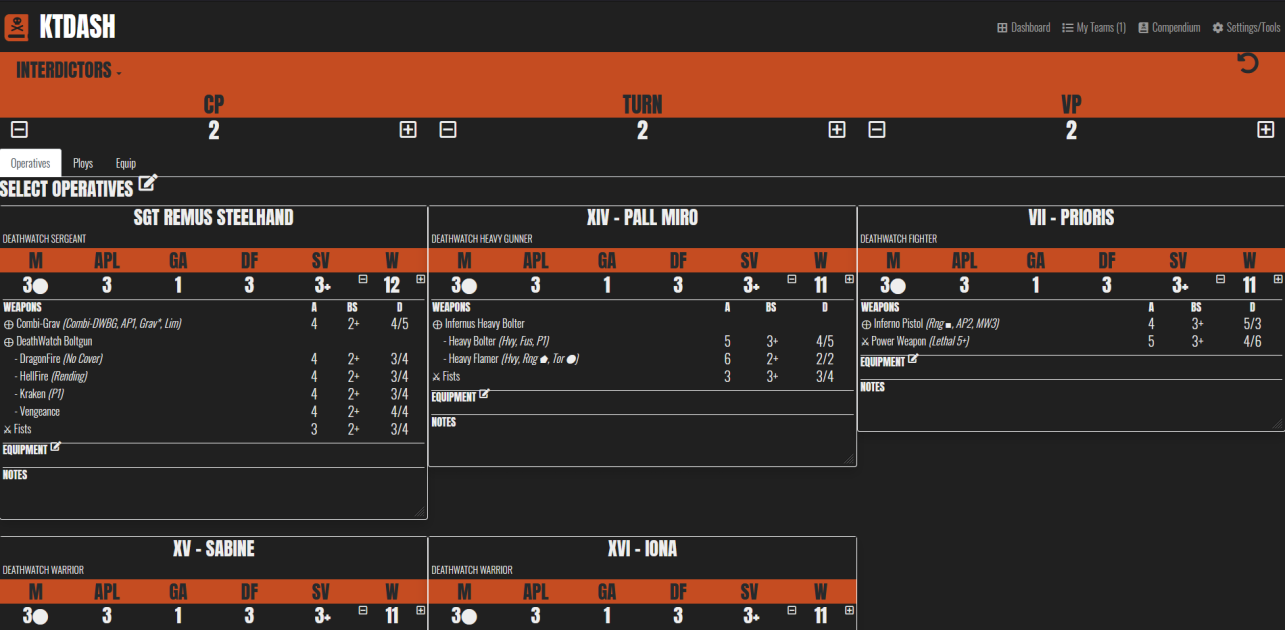 KTDASH
Dashboard My Teams (1) Compendium Settings/Tools
INTERDICTORS
CP TURN VP
2 2 2
Operatives Ploys Equip
SELECT OPERATIVES
SGT REMUS STEELHAND
DEATHWATCH SERGEANT
M APL GA DF SV W
3⬤ 3 1 3 3+ 12
WEAPONS A BS D
Combi-Grav (Combi-DWBG, AP1, Grav*, Lim) 4 2+ 4/5
DeathWatch Boltgun
- DragonFire (No Cover) 4 2+ 3/4
- HellFire (Rending) 4 2+ 3/4
- Kraken (P1) 4 2+ 3/4
- Vengeance 4 2+ 4/4
Fists 3 2+ 3/4
EQUIPMENT
NOTES
XIV - PALL MIRO
DEATHWATCH HEAVY GUNNER
M APL GA DF SV W
3⬤ 3 1 3 3+ 11
WEAPONS A BS D
Infernus Heavy Bolter
- Heavy Bolter (Hvy, Fus, P1) 5 3+ 4/5
- Heavy Flamer (Hvy, Rng ⬟, Tor ⬤) 6 2+ 2/2
Fists 3 3+ 3/4
EQUIPMENT
NOTES
VII - PRIORIS
DEATHWATCH FIGHTER
M APL GA DF SV W
3⬤ 3 1 3 3+ 11
WEAPONS A BS D
Inferno Pistol (Rng ■, AP2, MW3) 4 3+ 5/3
Power Weapon (Lethal 5+) 5 3+ 4/6
EQUIPMENT
NOTES
XV - SABINE
DEATHWATCH WARRIOR
M APL GA DF SV W
3⬤ 3 1 3 3+ 11
XVI - IONA
DEATHWATCH WARRIOR
M APL GA DF SV W
3⬤ 3 1 3 3+ 11